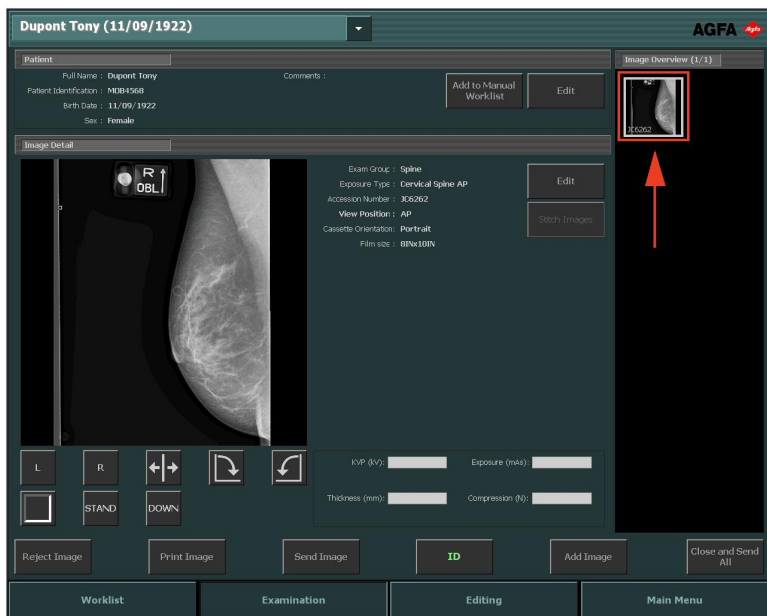 Dupont Tony (11/09/1922)
AGFA Agfa
Patient
Full Name : Dupont Tony
Patient Identification : MOB4568
Birth Date : 11/09/1922
Sex : Female
Comments :
Add to Manual
Worklist
Edit
Image Overview (1/1)
JC6262
Image Detail
R
OBL
Exam Group : Spine
Exposure Type : Cervical Spine AP
Accession Number : JC6262
View Position : AP
Cassette Orientation: Portrait
Film size : 8INx10IN
Edit
Stitch Images
L
R
STAND
DOWN
KVP (kV):
Exposure (mAs):
Thickness (mm):
Compression (N):
Reject Image
Print Image
Send Image
ID
Add Image
Close and Send
All
Worklist
Examination
Editing
Main Menu